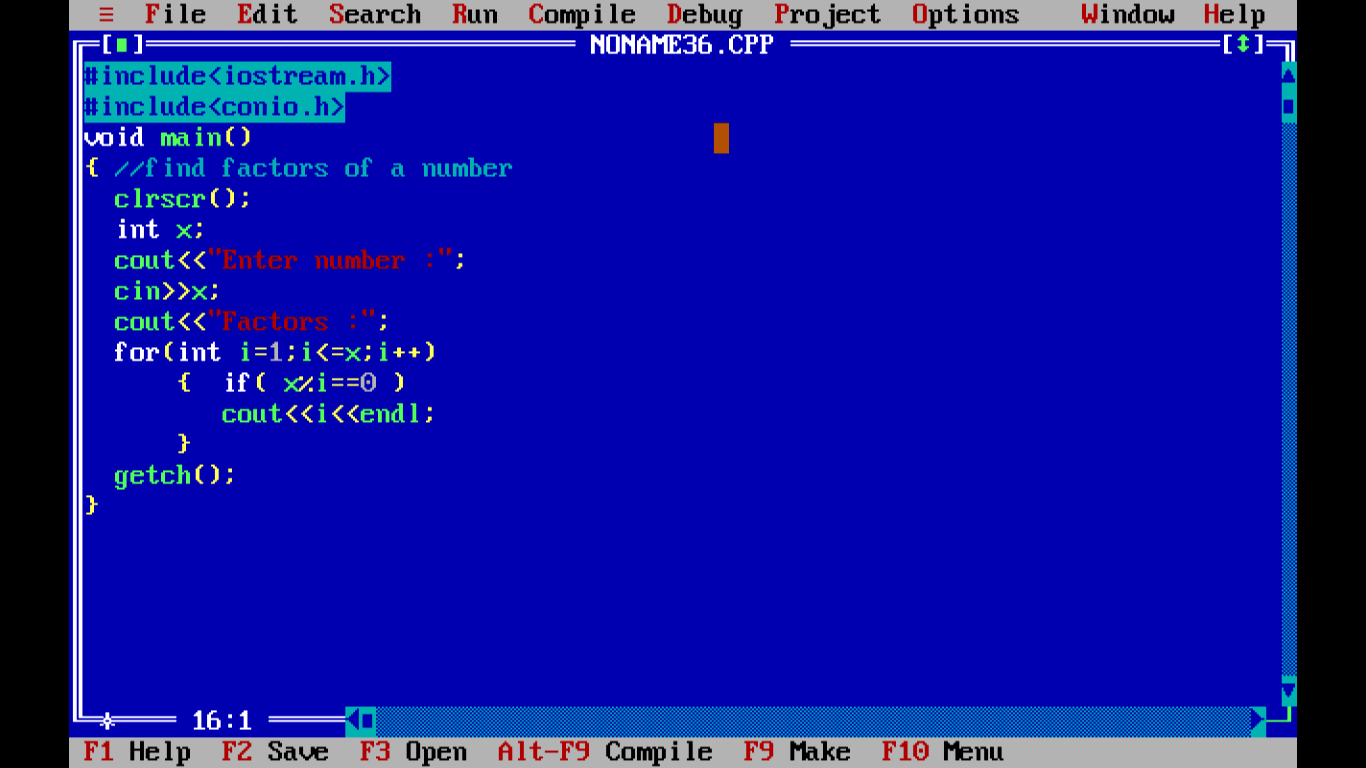 ≡ File Edit Search Run Compile Debug Project Options Window Help
[■] NONAME36.CPP [↕]
#include<iostream.h>
#include<conio.h>
void main()
{ //find factors of a number
  clrscr();
  int x;
  cout<<"Enter number :";
  cin>>x;
  cout<<"Factors :";
  for(int i=1;i<=x;i++)
      {  if( x%i==0 )
         cout<<i<<endl;
      }
  getch();
}
16:1
F1 Help F2 Save F3 Open Alt-F9 Compile F9 Make F10 Menu